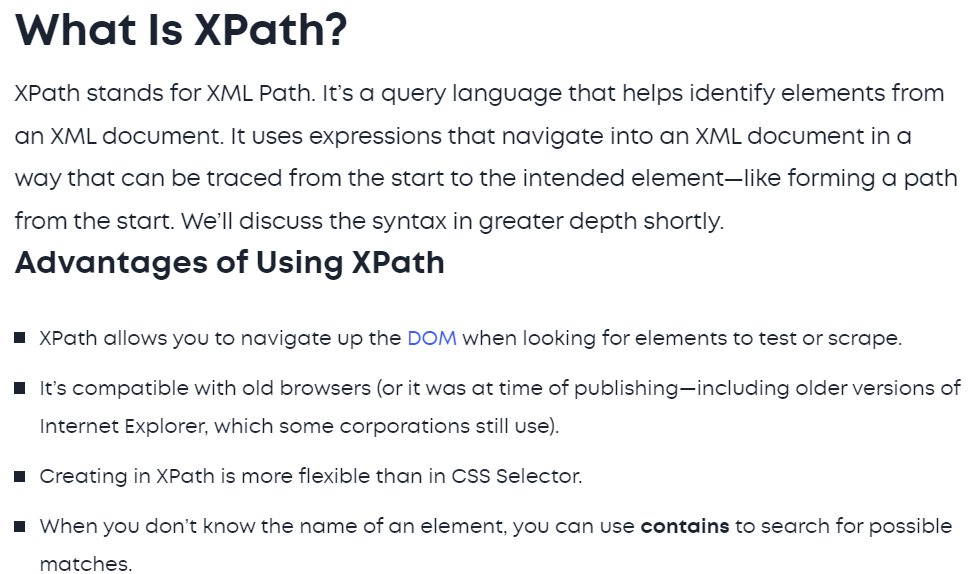 What Is XPath?
XPath stands for XML Path. It’s a query language that helps identify elements from
an XML document. It uses expressions that navigate into an XML document in a
way that can be traced from the start to the intended element—like forming a path
from the start. We’ll discuss the syntax in greater depth shortly.
Advantages of Using XPath
XPath allows you to navigate up the DOM when looking for elements to test or scrape.
It’s compatible with old browsers (or it was at time of publishing—including older versions of
Internet Explorer, which some corporations still use).
Creating in XPath is more flexible than in CSS Selector.
When you don’t know the name of an element, you can use contains to search for possible
matches.